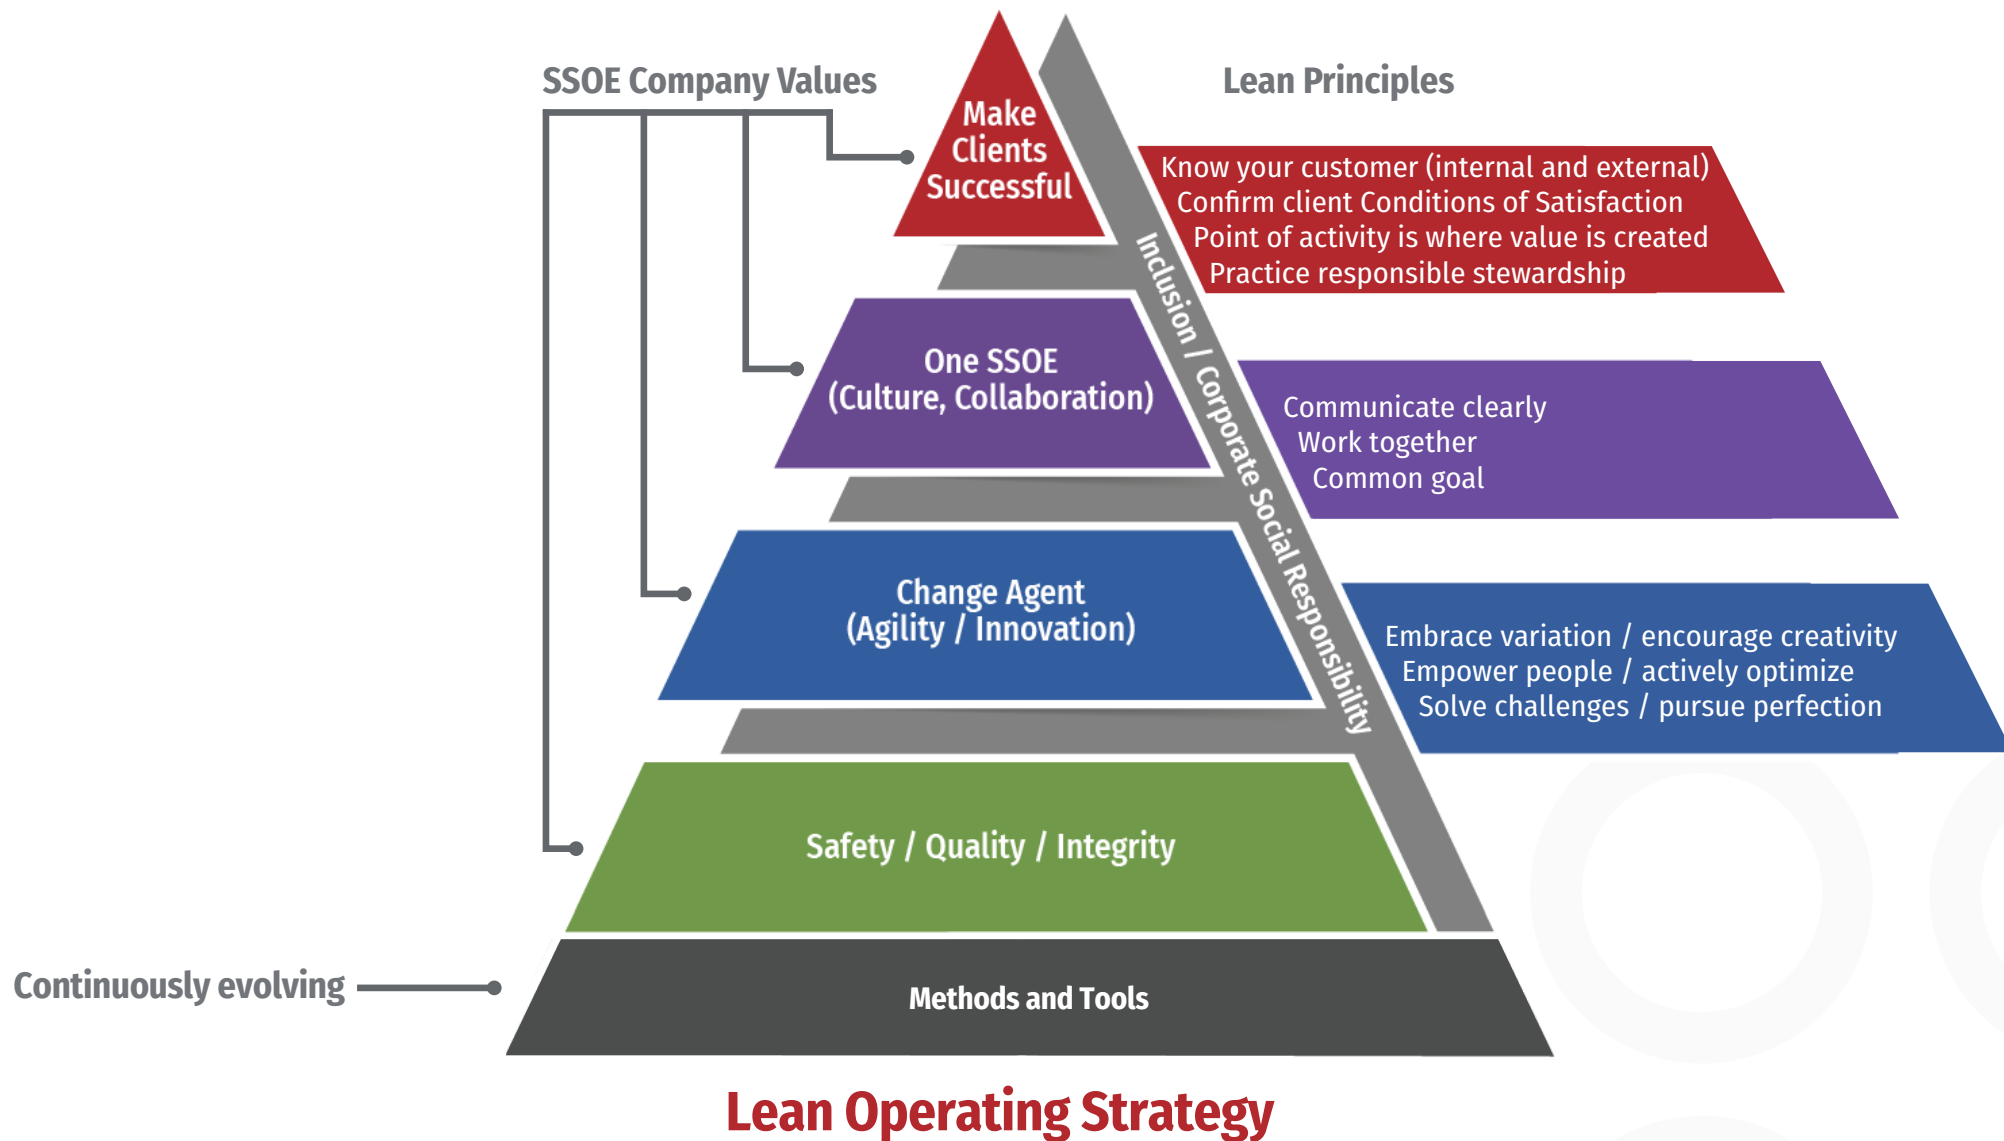 SSOE Company Values
Lean Principles
Make
Clients
Successful
Know your customer (internal and external)
Confirm client Conditions of Satisfaction
Point of activity is where value is created
Practice responsible stewardship
Inclusion / Corporate Social Responsibility
One SSOE
(Culture, Collaboration)
Communicate clearly
Work together
Common goal
Change Agent
(Agility / Innovation)
Embrace variation / encourage creativity
Empower people / actively optimize
Solve challenges / pursue perfection
Safety / Quality / Integrity
Continuously evolving
Methods and Tools
Lean Operating Strategy